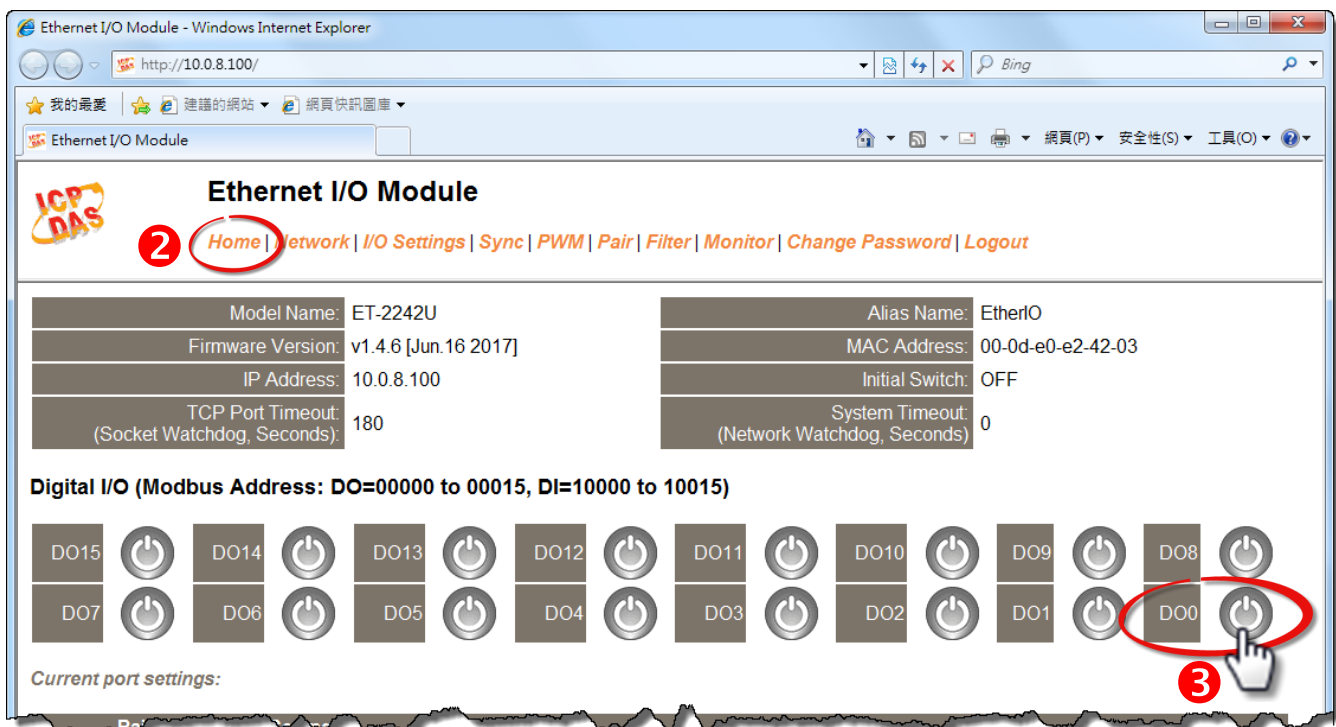 Ethernet I/O Module - Windows Internet Explorer
http://10.0.8.100/
Bing
我的最愛 建議的網站 網頁快訊圖庫
Ethernet I/O Module 網頁(P) 安全性(S) 工具(O)
ICP DAS
Ethernet I/O Module
2
Home | Network | I/O Settings | Sync | PWM | Pair | Filter | Monitor | Change Password | Logout
Model Name: ET-2242U Alias Name: EtherIO
Firmware Version: v1.4.6 [Jun.16 2017] MAC Address: 00-0d-e0-e2-42-03
IP Address: 10.0.8.100 Initial Switch: OFF
TCP Port Timeout: (Socket Watchdog, Seconds): 180 System Timeout: (Network Watchdog, Seconds) 0
Digital I/O (Modbus Address: DO=00000 to 00015, DI=10000 to 10015)
DO15 DO14 DO13 DO12 DO11 DO10 DO9 DO8
DO7 DO6 DO5 DO4 DO3 DO2 DO1 DO0
3
Current port settings: